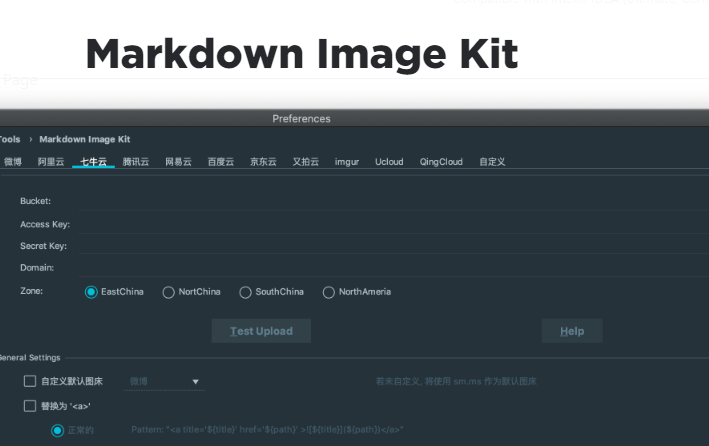 Markdown Image Kit
Page
Preferences
Tools › Markdown Image Kit
微博 阿里云 七牛云 腾讯云 网易云 百度云 京东云 又拍云 imgur Ucloud QingCloud 自定义
Bucket:
Access Key:
Secret Key:
Domain:
Zone: EastChina NortChina SouthChina NorthAmeria
Test Upload Help
General Settings
自定义默认图床 微博 若未自定义, 将使用 sm.ms 作为默认图床
替换为 '<a>'
正常的 Pattern: "<a title='${title}' href='${path}' >![${title}](${path})</a>"